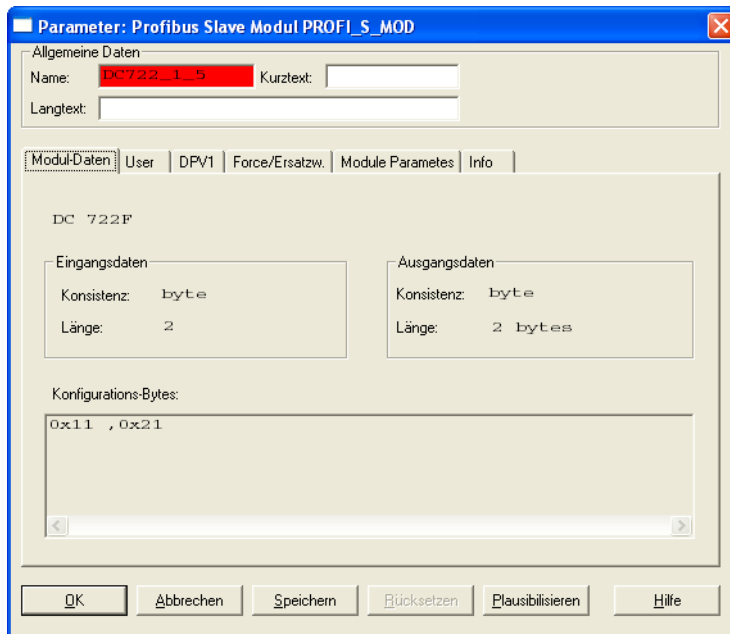 Parameter: Profibus Slave Modul PROFI_S_MOD
Allgemeine Daten
Name: DC722_1_5 Kurztext:
Langtext:
Modul-Daten User DPV1 Force/Ersatzw. Module Parametes Info
DC 722F
Eingangsdaten Ausgangsdaten
Konsistenz: byte Konsistenz: byte
Länge: 2 Länge: 2 bytes
Konfigurations-Bytes:
0x11 ,0x21
OK Abbrechen Speichern Rücksetzen Plausibilisieren Hilfe